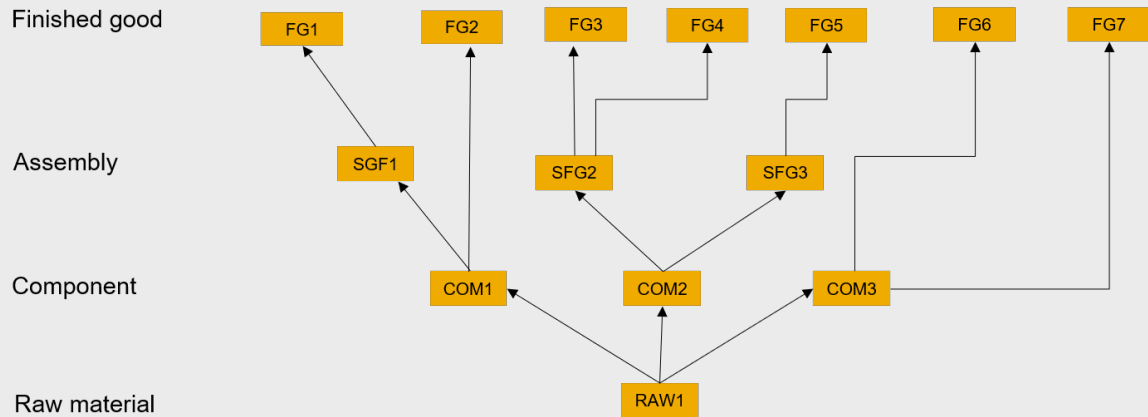 Finished good
FG1
FG2
FG3
FG4
FG5
FG6
FG7
Assembly
SGF1
SFG2
SFG3
Component
COM1
COM2
COM3
Raw material
RAW1